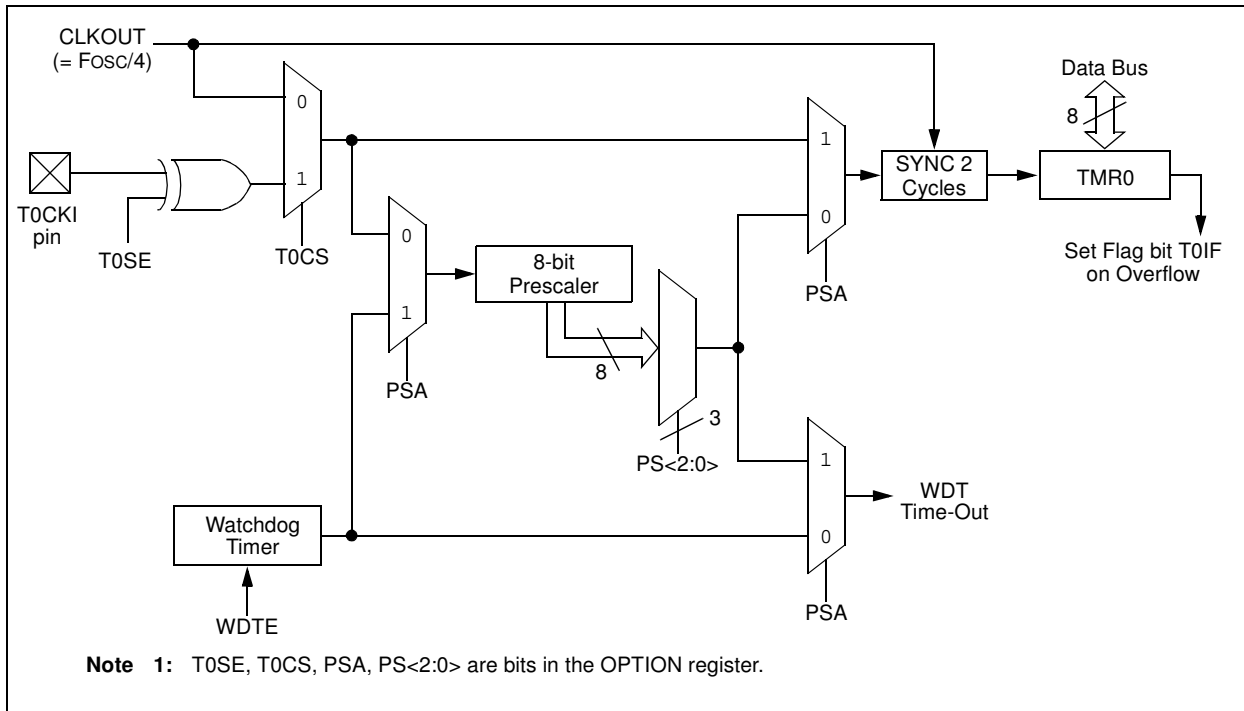 CLKOUT
(= FOSC/4)
0
1
T0CKI
pin
T0SE
T0CS
0
1
PSA
8-bit
Prescaler
8
3
PS<2:0>
1
0
PSA
SYNC 2
Cycles
Data Bus
8
TMR0
Set Flag bit T0IF
on Overflow
Watchdog
Timer
WDTE
1
0
PSA
WDT
Time-Out
Note 1: T0SE, T0CS, PSA, PS<2:0> are bits in the OPTION register.